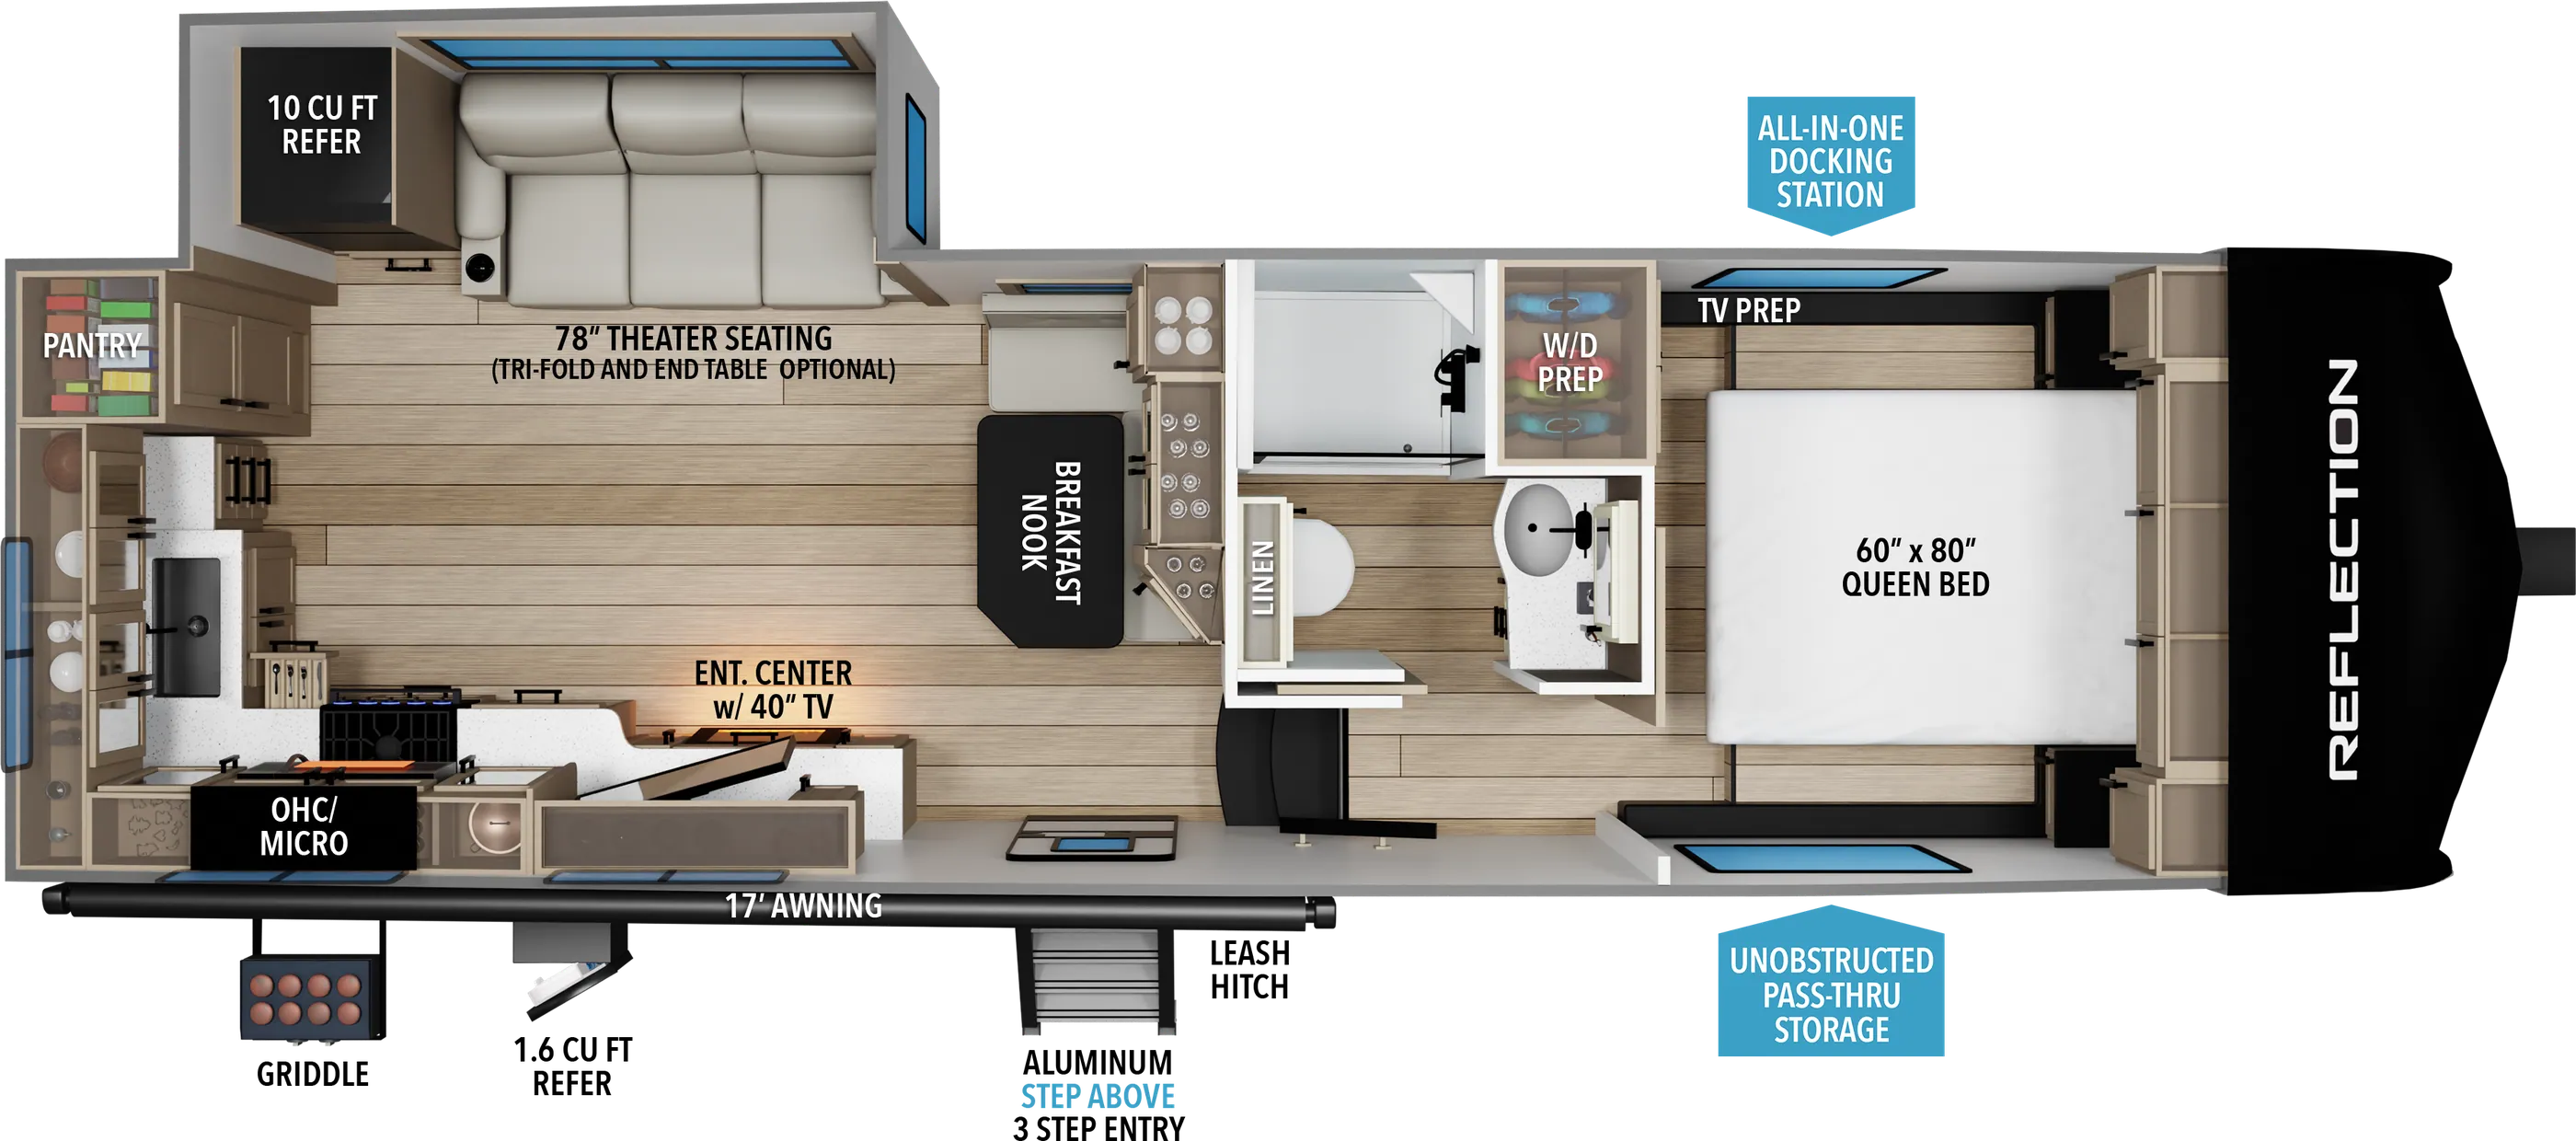 10 CU FT
REFER
ALL-IN-ONE
DOCKING
STATION
PANTRY
78″ THEATER SEATING
(TRI-FOLD AND END TABLE OPTIONAL)
W/D
PREP
TV PREP
BREAKFAST
NOOK
LINEN
60″ x 80″
QUEEN BED
REFLECTION
ENT. CENTER
w/ 40″ TV
OHC/
MICRO
17′ AWNING
GRIDDLE
1.6 CU FT
REFER
LEASH
HITCH
ALUMINUM
STEP ABOVE
3 STEP ENTRY
UNOBSTRUCTED
PASS-THRU
STORAGE